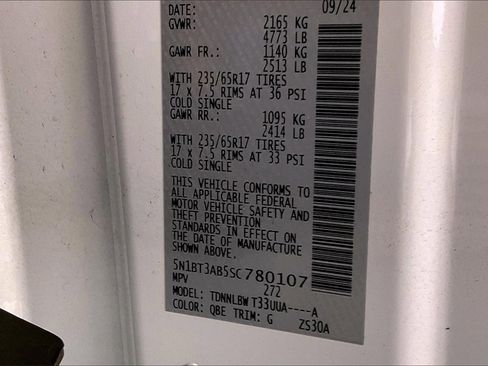 DATE: 09/24
GVWR: 2165 KG
4773 LB
GAWR FR.: 1140 KG
2513 LB
WITH 235/65R17 TIRES
17 x 7.5 RIMS AT 36 PSI
COLD SINGLE
GAWR RR.: 1095 KG
2414 LB
WITH 235/65R17 TIRES
17 x 7.5 RIMS AT 33 PSI
COLD SINGLE
THIS VEHICLE CONFORMS TO
ALL APPLICABLE FEDERAL
MOTOR VEHICLE SAFETY AND
THEFT PREVENTION
STANDARDS IN EFFECT ON
THE DATE OF MANUFACTURE
SHOWN ABOVE.
5N1BT3AB5SC780107
MPV 272
MODEL: TDNNLBW T33UUA----A
COLOR: QBE TRIM: G ZS30A